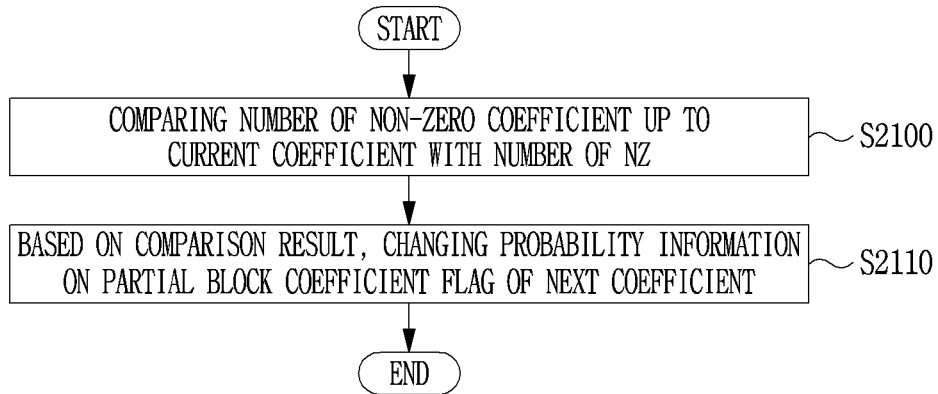 START
COMPARING NUMBER OF NON-ZERO COEFFICIENT UP TO
CURRENT COEFFICIENT WITH NUMBER OF NZ
S2100
BASED ON COMPARISON RESULT, CHANGING PROBABILITY INFORMATION
ON PARTIAL BLOCK COEFFICIENT FLAG OF NEXT COEFFICIENT
S2110
END